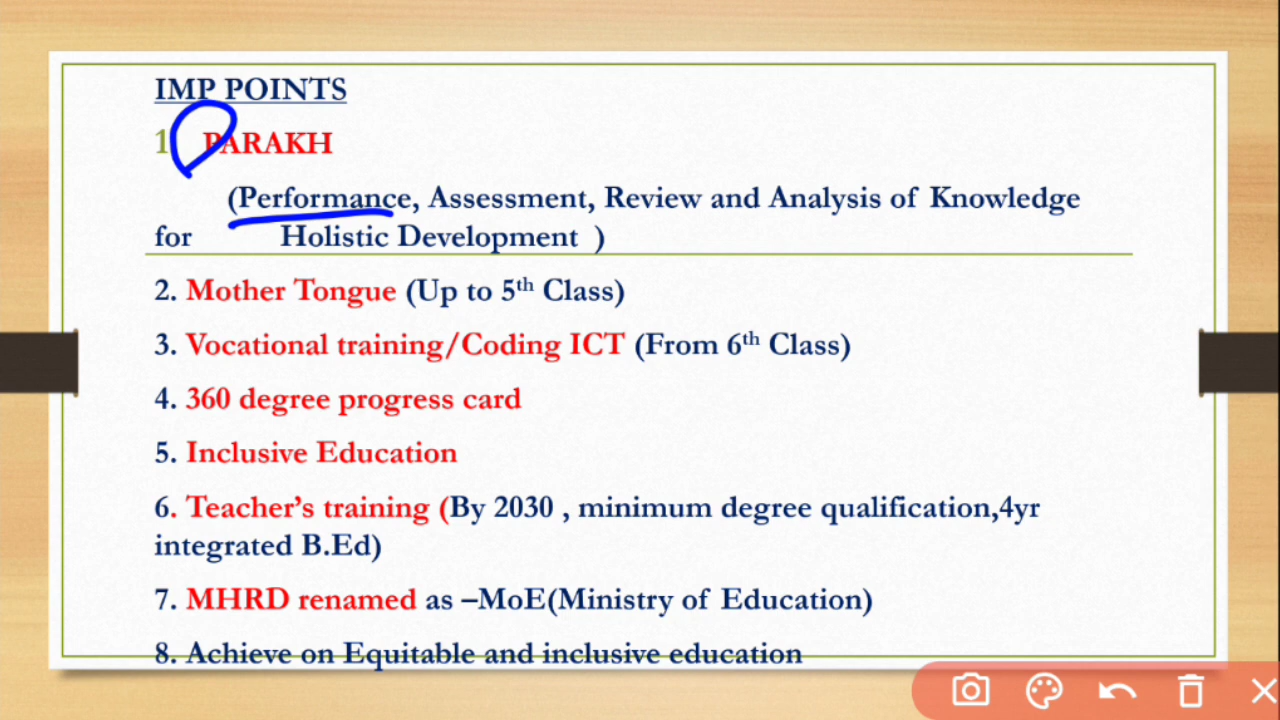 IMP POINTS
1 PARAKH
(Performance, Assessment, Review and Analysis of Knowledge
for Holistic Development )
2. Mother Tongue (Up to 5th Class)
3. Vocational training/Coding ICT (From 6th Class)
4. 360 degree progress card
5. Inclusive Education
6. Teacher’s training (By 2030 , minimum degree qualification,4yr
integrated B.Ed)
7. MHRD renamed as –MoE(Ministry of Education)
8. Achieve on Equitable and inclusive education